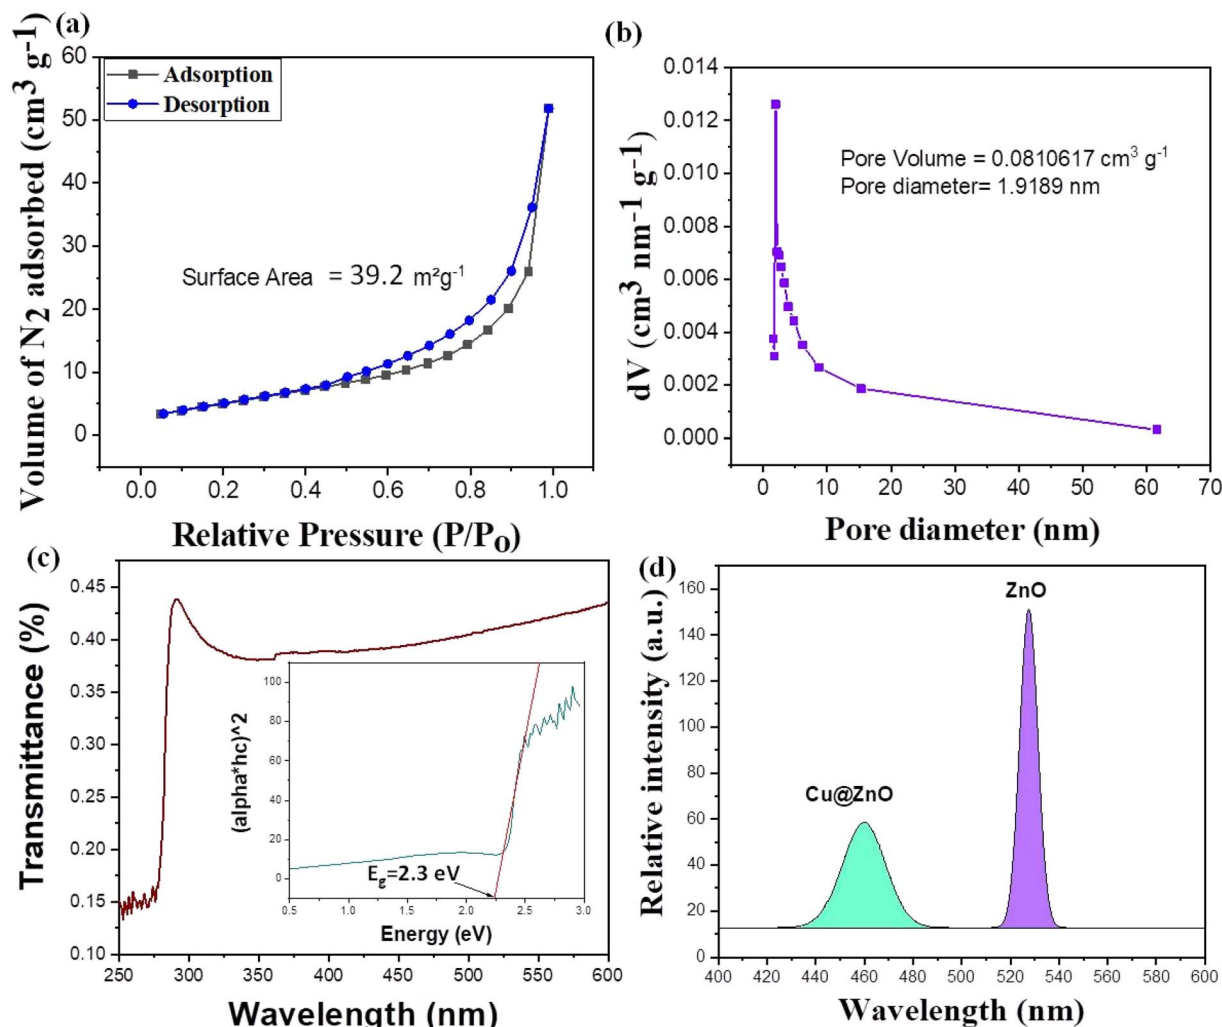 (a)
Volume of N2 adsorbed (cm3 g-1)
60
50
40
30
20
10
0
Adsorption
Desorption
Surface Area = 39.2 m²g-1
0.0 0.2 0.4 0.6 0.8 1.0
Relative Pressure (P/Po)
(b)
dV (cm3 nm-1 g-1)
0.014
0.012
0.010
0.008
0.006
0.004
0.002
0.000
Pore Volume = 0.0810617 cm3 g-1
Pore diameter= 1.9189 nm
0 10 20 30 40 50 60 70
Pore diameter (nm)
(c)
Transmittance (%)
0.45
0.40
0.35
0.30
0.25
0.20
0.15
0.10
(alpha*hc)^2
100
80
60
40
20
0
Eg=2.3 eV
0.5 1.0 1.5 2.0 2.5 3.0
Energy (eV)
250 300 350 400 450 500 550 600
Wavelength (nm)
(d)
Relative intensity (a.u.)
160
140
120
100
80
60
40
20
0
ZnO
Cu@ZnO
400 420 440 460 480 500 520 540 560 580 600
Wavelength (nm)